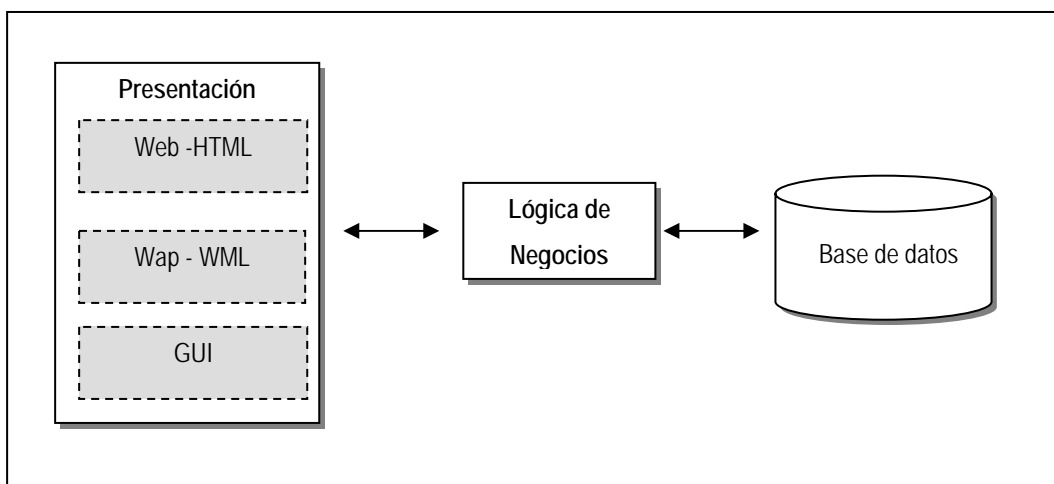 Presentación
Web -HTML
Wap - WML
GUI
Lógica de
Negocios
Base de datos